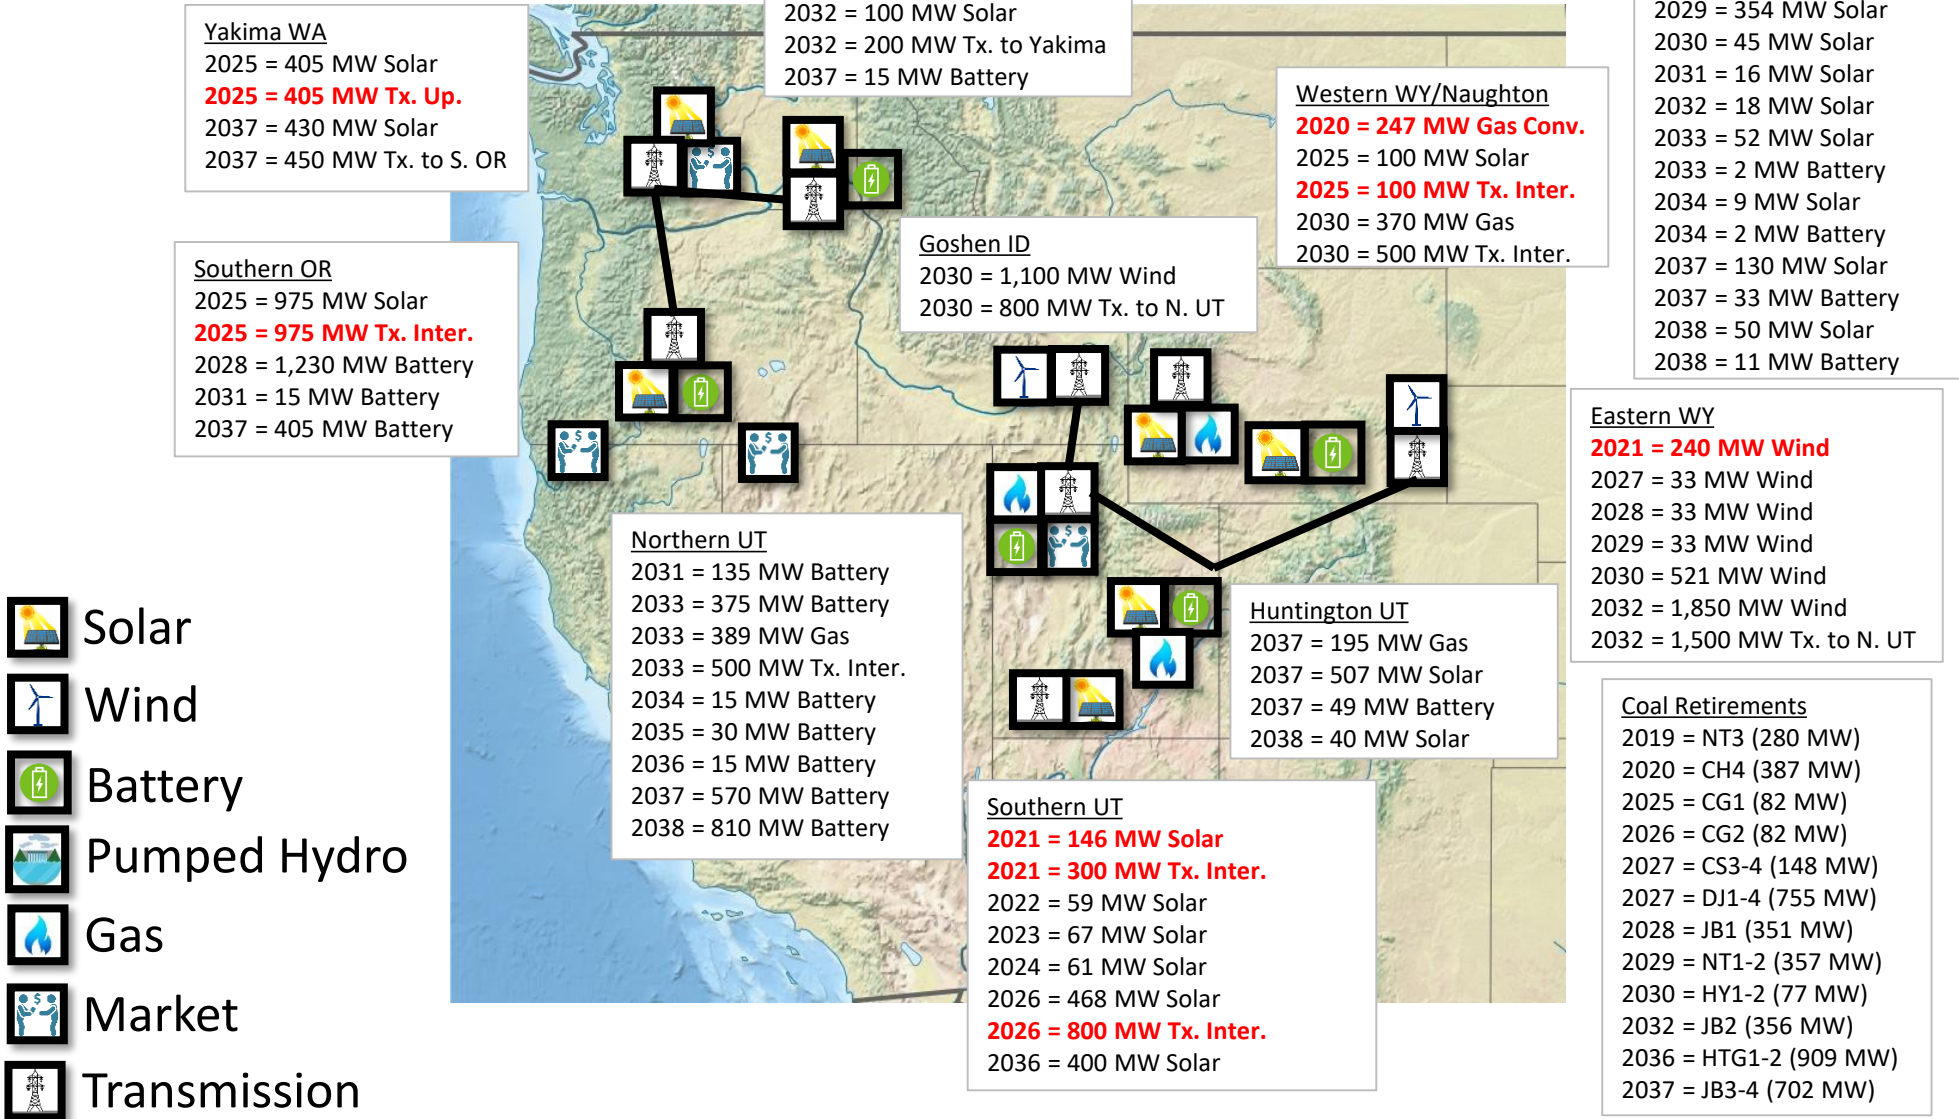 Yakima WA
2025 = 405 MW Solar
2025 = 405 MW Tx. Up.
2037 = 430 MW Solar
2037 = 450 MW Tx. to S. OR
2032 = 100 MW Solar
2032 = 200 MW Tx. to Yakima
2037 = 15 MW Battery
Western WY/Naughton
2020 = 247 MW Gas Conv.
2025 = 100 MW Solar
2025 = 100 MW Tx. Inter.
2030 = 370 MW Gas
2030 = 500 MW Tx. Inter.
2029 = 354 MW Solar
2030 = 45 MW Solar
2031 = 16 MW Solar
2032 = 18 MW Solar
2033 = 52 MW Solar
2033 = 2 MW Battery
2034 = 9 MW Solar
2034 = 2 MW Battery
2037 = 130 MW Solar
2037 = 33 MW Battery
2038 = 50 MW Solar
2038 = 11 MW Battery
Southern OR
2025 = 975 MW Solar
2025 = 975 MW Tx. Inter.
2028 = 1,230 MW Battery
2031 = 15 MW Battery
2037 = 405 MW Battery
Goshen ID
2030 = 1,100 MW Wind
2030 = 800 MW Tx. to N. UT
Eastern WY
2021 = 240 MW Wind
2027 = 33 MW Wind
2028 = 33 MW Wind
2029 = 33 MW Wind
2030 = 521 MW Wind
2032 = 1,850 MW Wind
2032 = 1,500 MW Tx. to N. UT
Northern UT
2031 = 135 MW Battery
2033 = 375 MW Battery
2033 = 389 MW Gas
2033 = 500 MW Tx. Inter.
2034 = 15 MW Battery
2035 = 30 MW Battery
2036 = 15 MW Battery
2037 = 570 MW Battery
2038 = 810 MW Battery
Huntington UT
2037 = 195 MW Gas
2037 = 507 MW Solar
2037 = 49 MW Battery
2038 = 40 MW Solar
Southern UT
2021 = 146 MW Solar
2021 = 300 MW Tx. Inter.
2022 = 59 MW Solar
2023 = 67 MW Solar
2024 = 61 MW Solar
2026 = 468 MW Solar
2026 = 800 MW Tx. Inter.
2036 = 400 MW Solar
Coal Retirements
2019 = NT3 (280 MW)
2020 = CH4 (387 MW)
2025 = CG1 (82 MW)
2026 = CG2 (82 MW)
2027 = CS3-4 (148 MW)
2027 = DJ1-4 (755 MW)
2028 = JB1 (351 MW)
2029 = NT1-2 (357 MW)
2030 = HY1-2 (77 MW)
2032 = JB2 (356 MW)
2036 = HTG1-2 (909 MW)
2037 = JB3-4 (702 MW)
Solar
Wind
Battery
Pumped Hydro
Gas
Market
Transmission